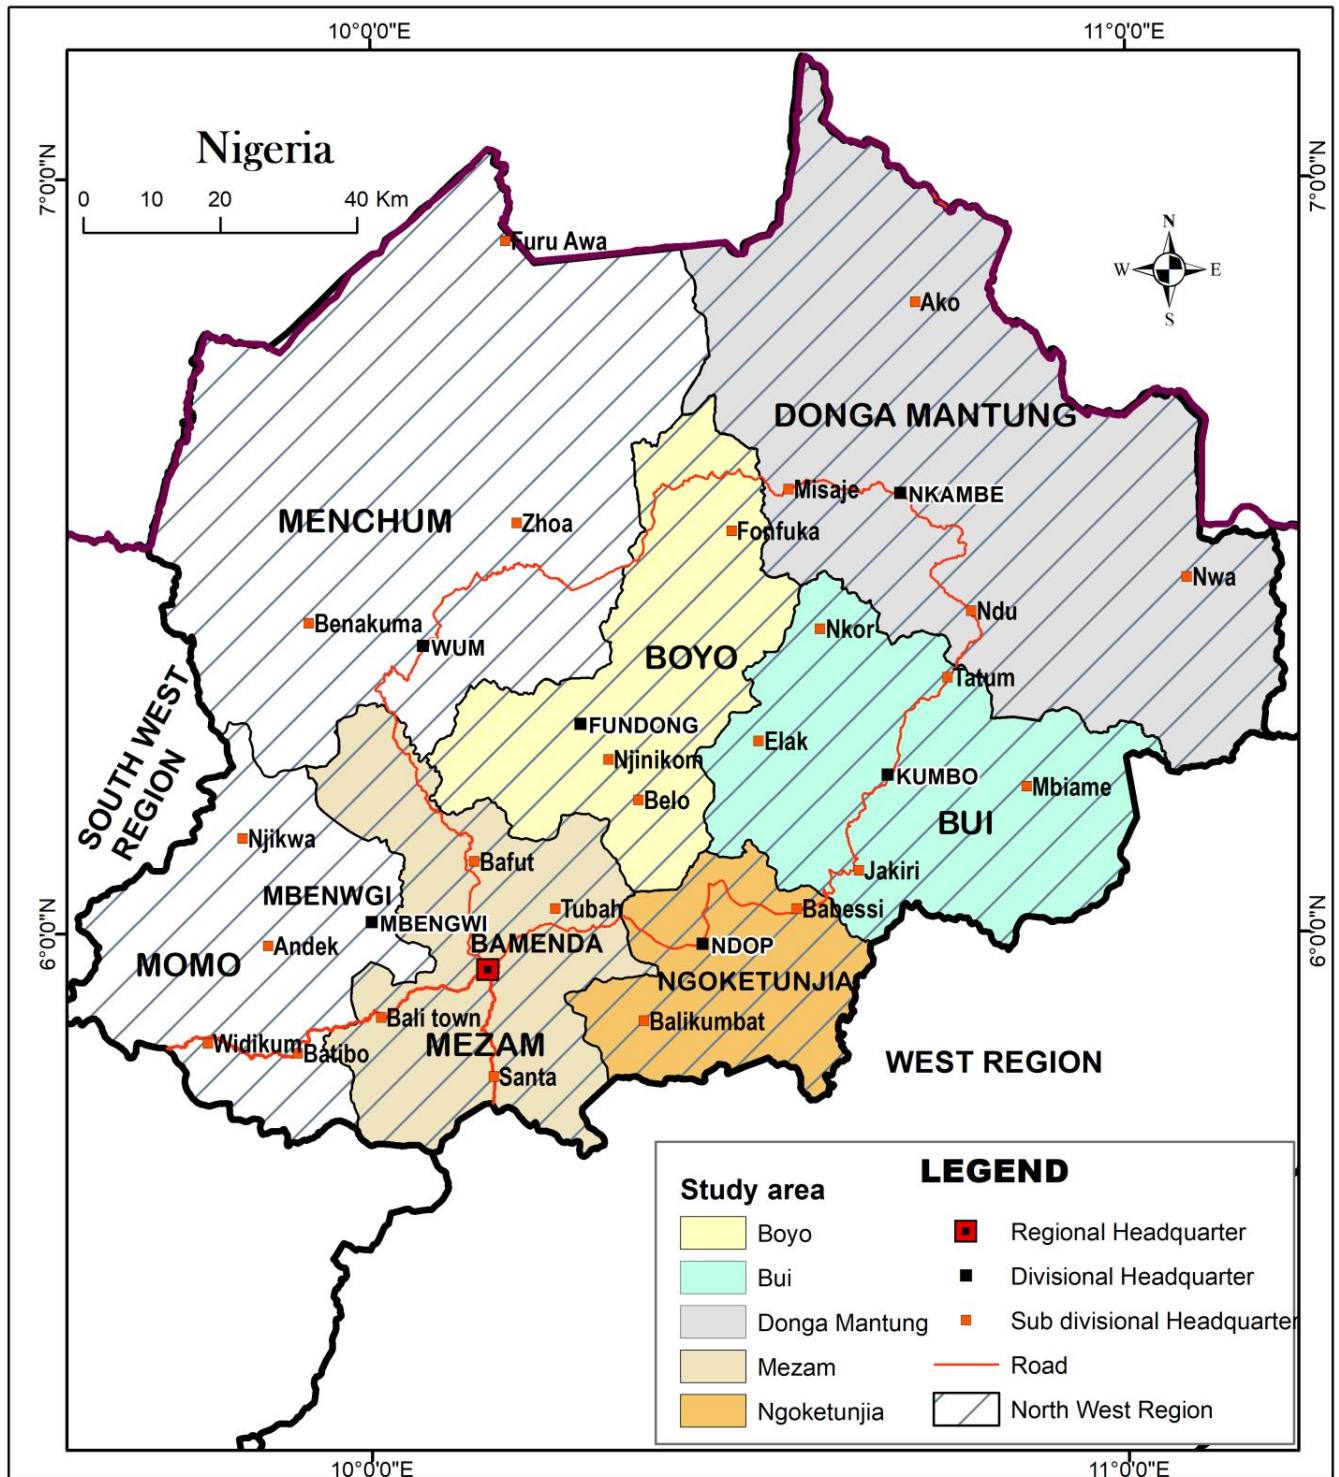 10°0'0"E
11°0'0"E
Nigeria
7°0'0"N
7°0'0"N
0 10 20 40 Km
Furu Awa
N
W E
S
Ako
DONGA MANTUNG
Misaje
NKAMBE
MENCHUM
Zhoa
Fonfuka
Nwa
Benakuma
Ndu
Nkor
WUM
BOYO
Tatum
SOUTH WEST
REGION
FUNDONG
Elak
Njinikom
KUMBO
Mbiame
Belo
BUI
Njikwa
Bafut
Jakiri
MBENWGI
Tubah
Babessi
MBENGWI
6°0'0"N
6°0'0"N
Andek
BAMENDA
NDOP
MOMO
NGOKETUNJIA
Bali town
Balikumbat
Widikum
Batibo
MEZAM
WEST REGION
Santa
LEGEND
Study area
Boyo
Bui
Donga Mantung
Mezam
Ngoketunjia
Regional Headquarter
Divisional Headquarter
Sub divisional Headquarter
Road
North West Region
10°0'0"E
11°0'0"E